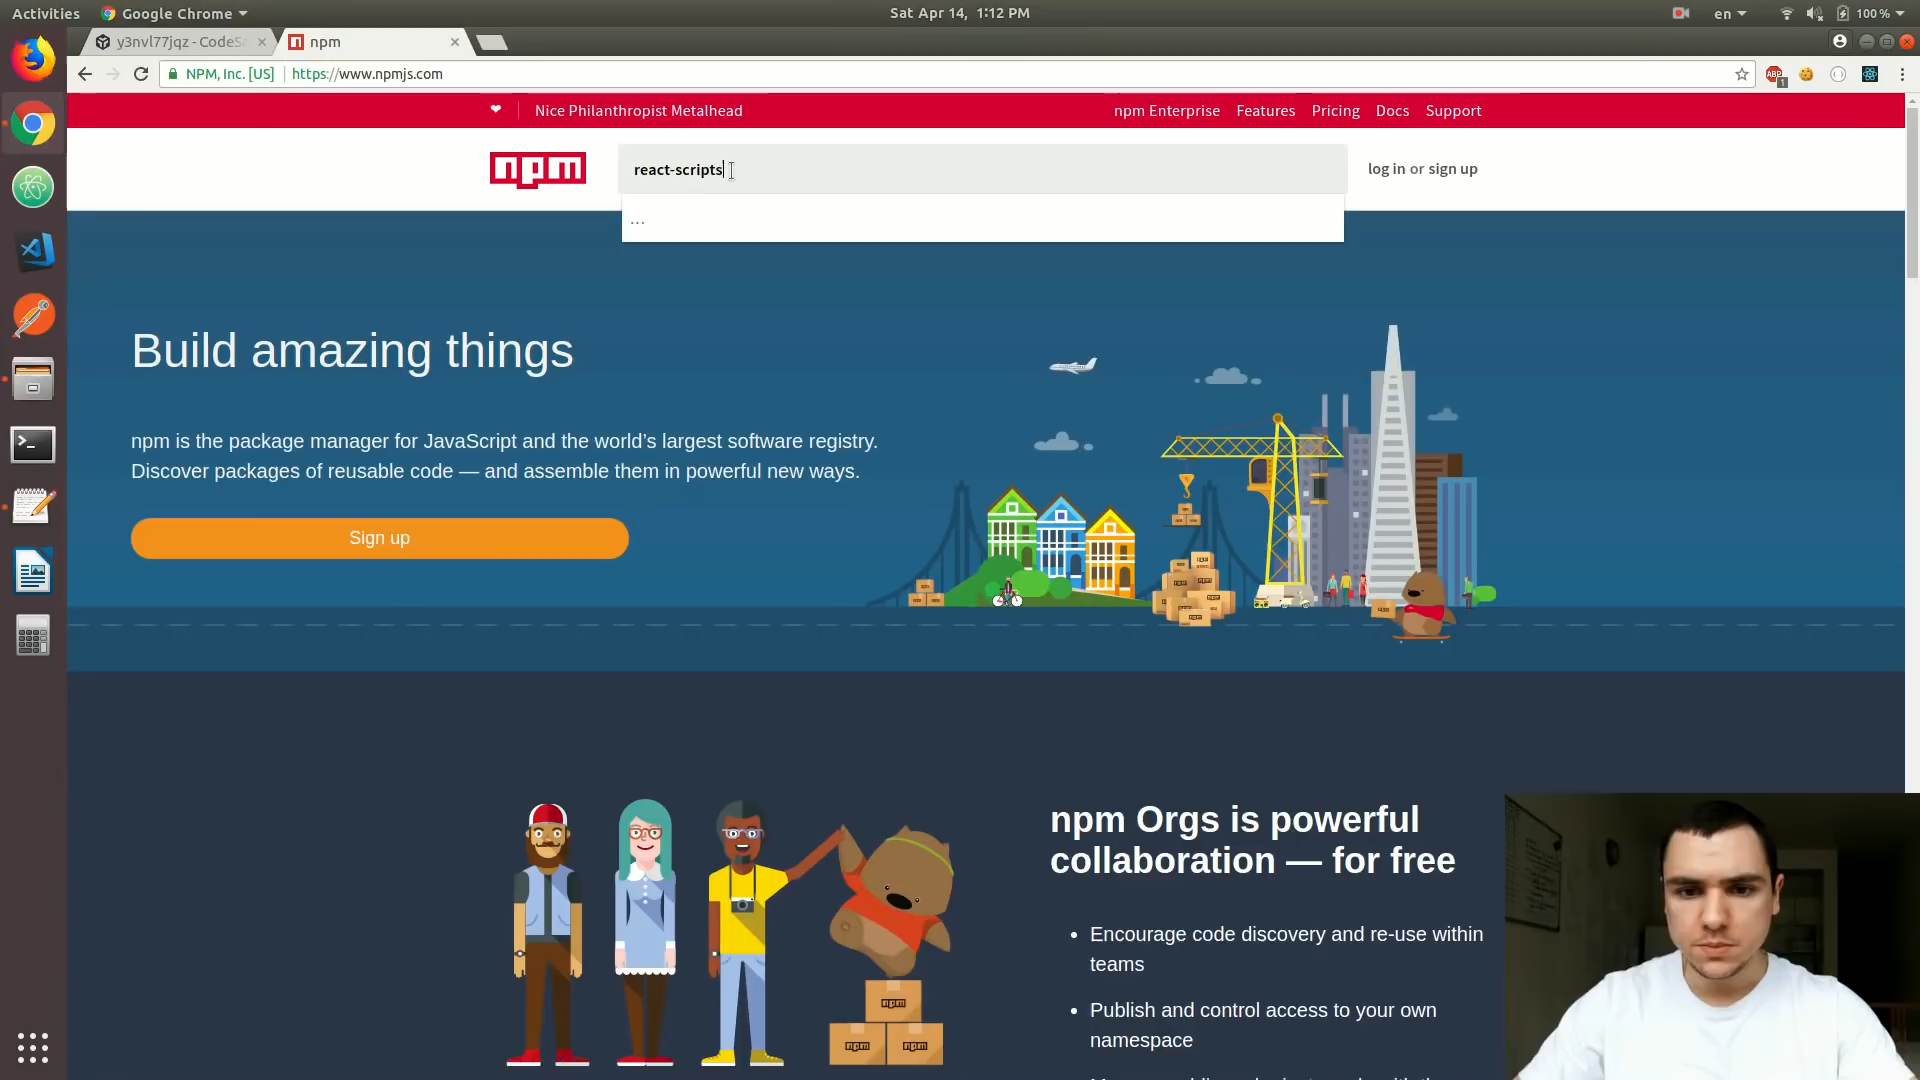 Activities
Google Chrome
Sat Apr 14, 1:12 PM
en
100 %
y3nvl77jqz - CodeS
npm
NPM, Inc. [US]
https://www.npmjs.com
ABP
1
❤
Nice Philanthropist Metalhead
npm Enterprise
Features
Pricing
Docs
Support
npm
react-scripts
log in or sign up
...
Build amazing things
npm is the package manager for JavaScript and the world’s largest software registry.
Discover packages of reusable code — and assemble them in powerful new ways.
Sign up
npm Orgs is powerful
collaboration — for free
• Encourage code discovery and re-use within
teams
• Publish and control access to your own
namespace
npm
npm
npm